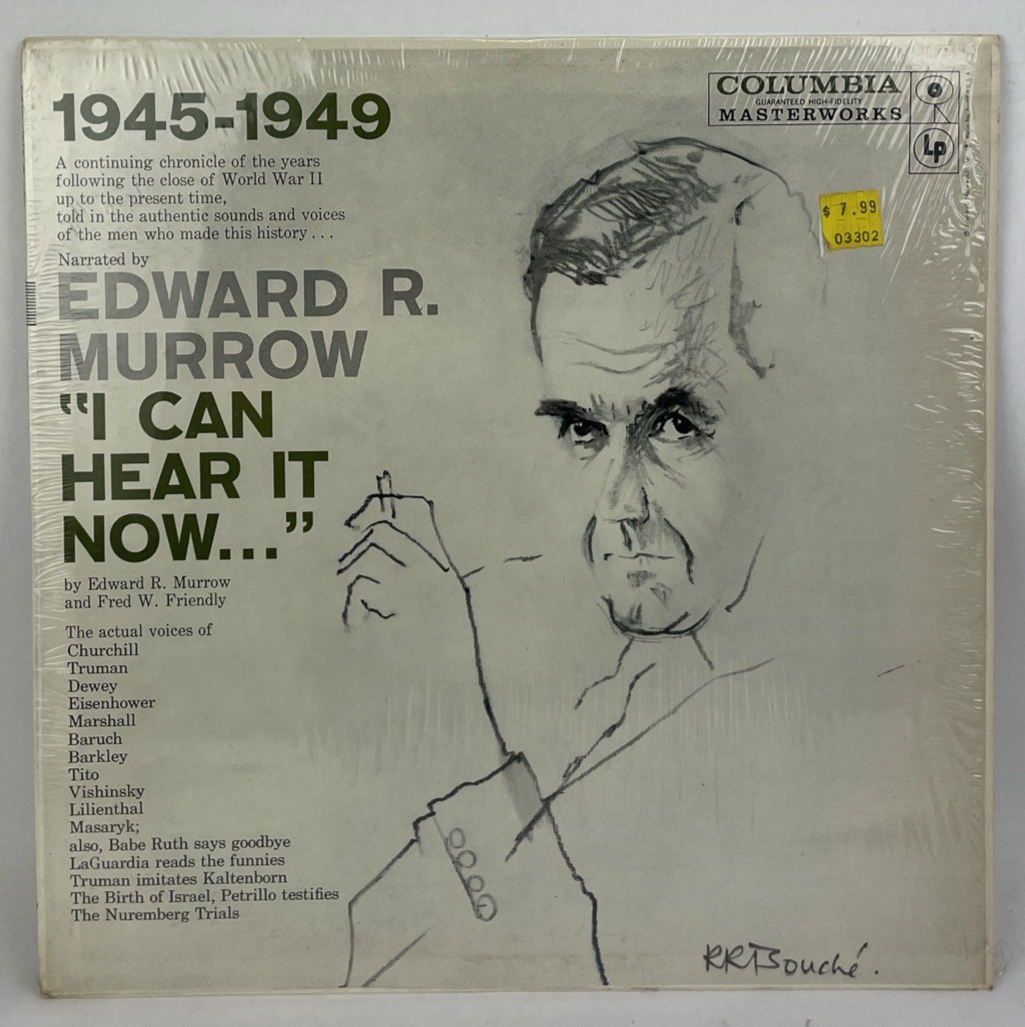 1945-1949
A continuing chronicle of the years
following the close of World War II
up to the present time,
told in the authentic sounds and voices
of the men who made this history...
Narrated by
EDWARD R.
MURROW
"I CAN
HEAR IT
NOW..."
by Edward R. Murrow
and Fred W. Friendly
The actual voices of
Churchill
Truman
Dewey
Eisenhower
Marshall
Baruch
Barkley
Tito
Vishinsky
Lilienthal
Masaryk;
also, Babe Ruth says goodbye
LaGuardia reads the funnies
Truman imitates Kaltenborn
The Birth of Israel, Petrillo testifies
The Nuremberg Trials
COLUMBIA
GUARANTEED HIGH-FIDELITY
MASTERWORKS
Lp
$ 7.99
03302
RRBouché.